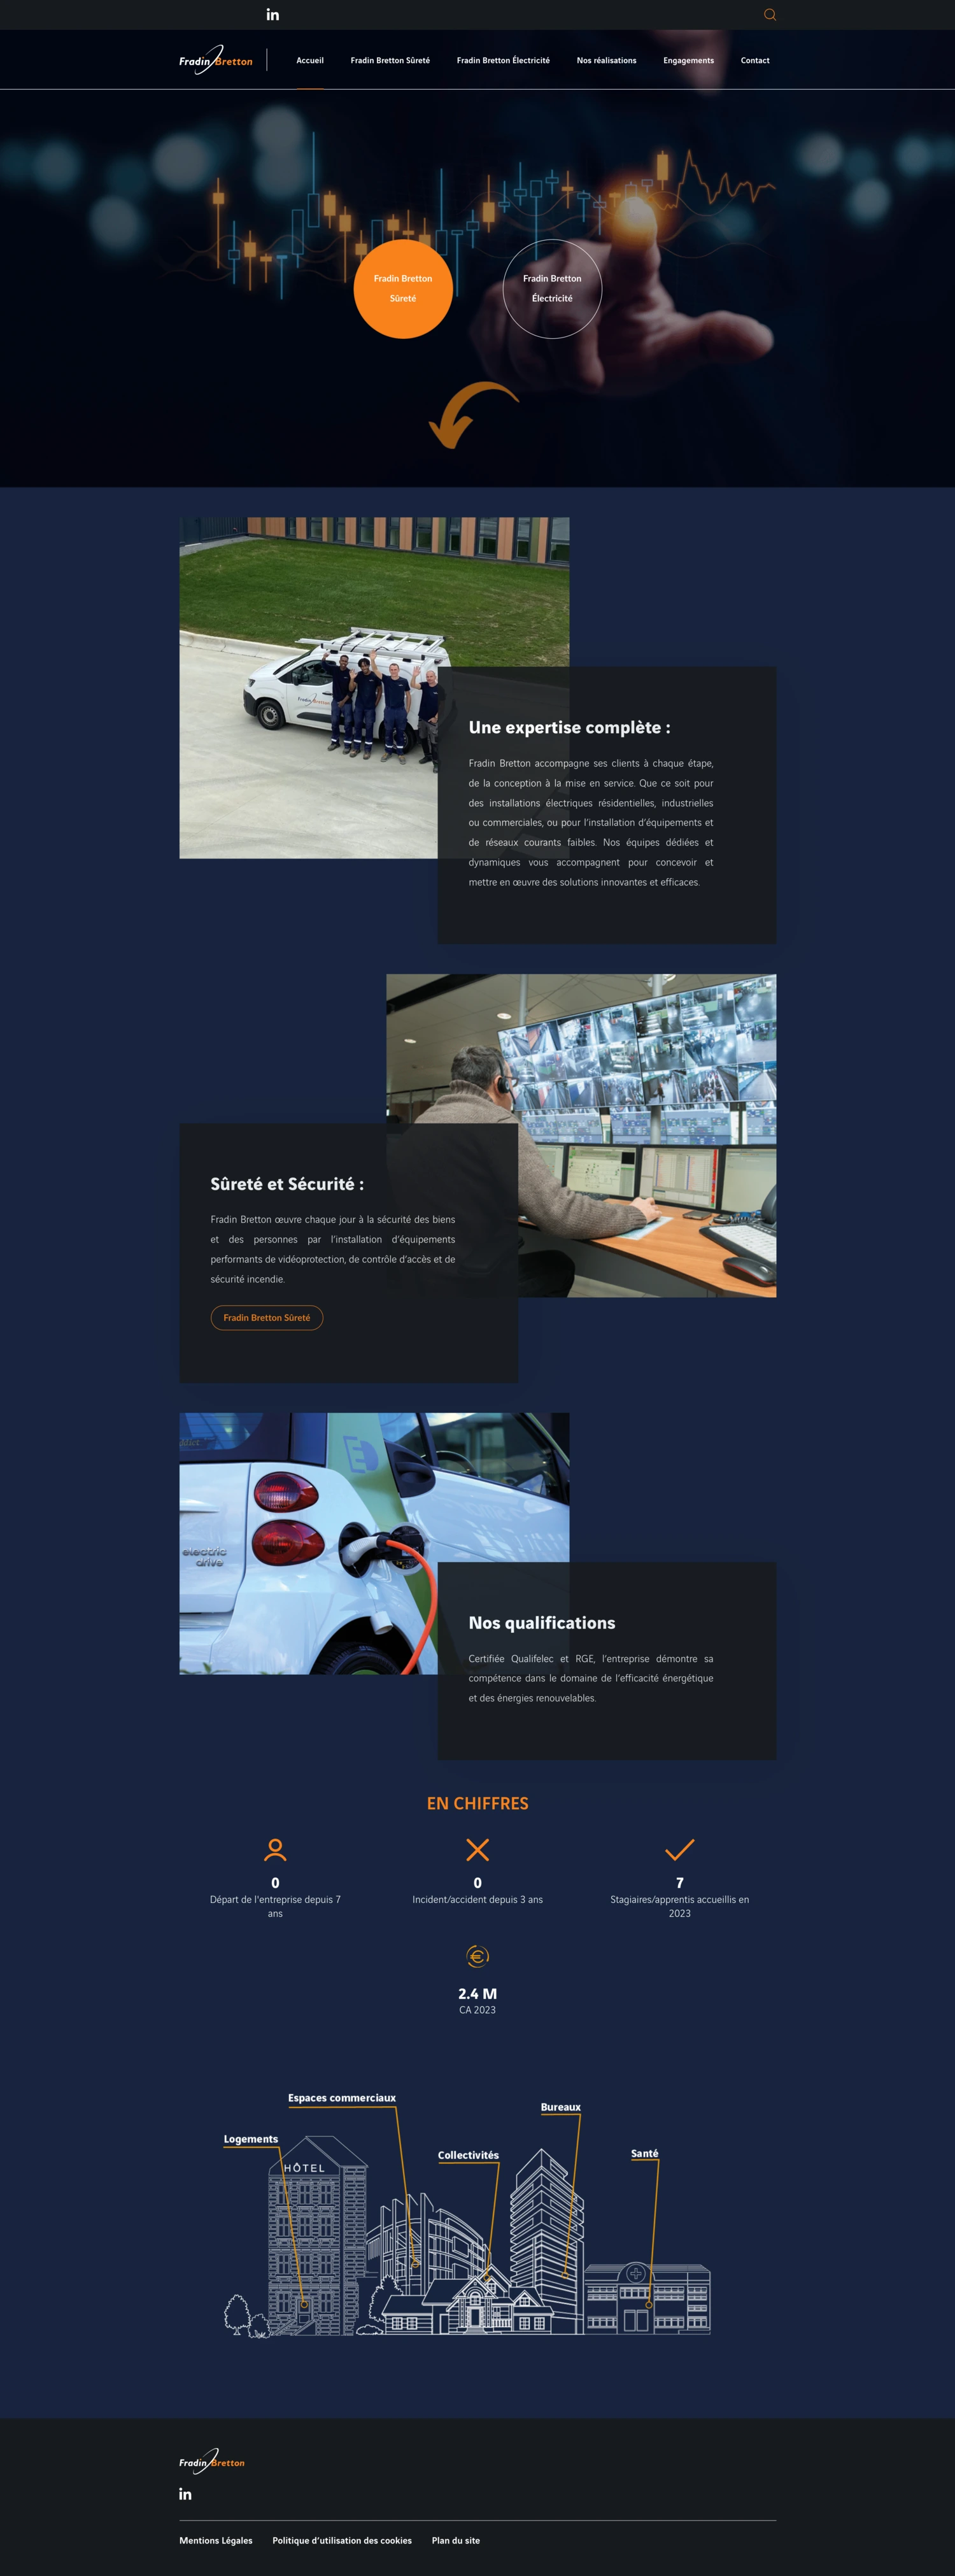 in
Fradin Bretton
Accueil
Fradin Bretton Sûreté
Fradin Bretton Électricité
Nos réalisations
Engagements
Contact
Fradin Bretton
Sûreté
Fradin Bretton
Électricité
Fradin Bretton
Une expertise complète :
Fradin Bretton accompagne ses clients à chaque étape,
de la conception à la mise en service. Que ce soit pour
des installations électriques résidentielles, industrielles
ou commerciales, ou pour l’installation d’équipements et
de réseaux courants faibles. Nos équipes dédiées et
dynamiques vous accompagnent pour concevoir et
mettre en œuvre des solutions innovantes et efficaces.
Sûreté et Sécurité :
Fradin Bretton œuvre chaque jour à la sécurité des biens
et des personnes par l’installation d’équipements
performants de vidéoprotection, de contrôle d’accès et de
sécurité incendie.
Fradin Bretton Sûreté
electric
drive
Nos qualifications
Certifiée Qualifelec et RGE, l’entreprise démontre sa
compétence dans le domaine de l’efficacité énergétique
et des énergies renouvelables.
EN CHIFFRES
0
Départ de l'entreprise depuis 7
ans
0
Incident/accident depuis 3 ans
7
Stagiaires/apprentis accueillis en
2023
€
2.4 M
CA 2023
Espaces commerciaux
Bureaux
Logements
Collectivités
Santé
HÔTEL
Fradin Bretton
in
Mentions Légales
Politique d’utilisation des cookies
Plan du site